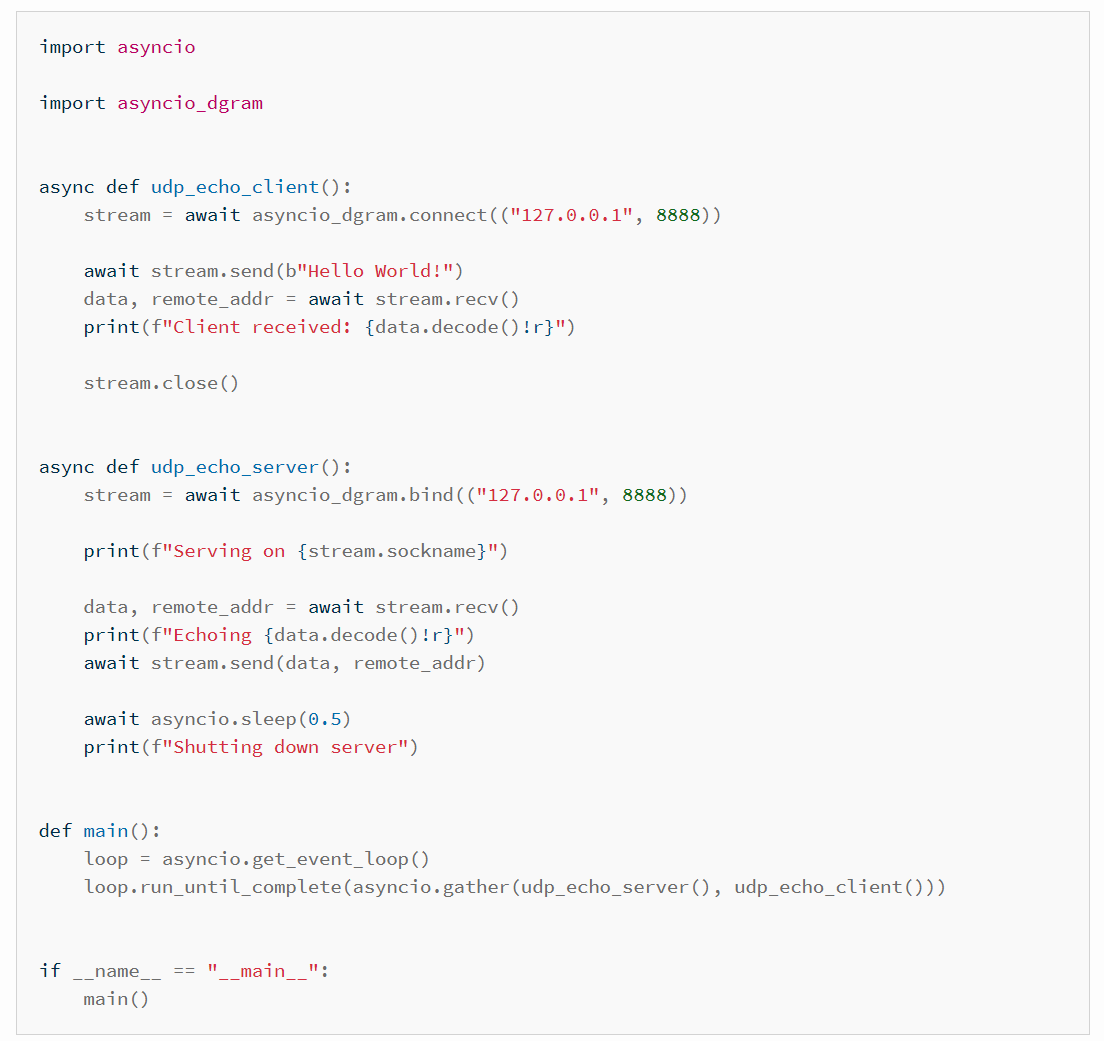 import asyncio
import asyncio_dgram
async def udp_echo_client():
    stream = await asyncio_dgram.connect(("127.0.0.1", 8888))
    await stream.send(b"Hello World!")
    data, remote_addr = await stream.recv()
    print(f"Client received: {data.decode()!r}")
    stream.close()
async def udp_echo_server():
    stream = await asyncio_dgram.bind(("127.0.0.1", 8888))
    print(f"Serving on {stream.sockname}")
    data, remote_addr = await stream.recv()
    print(f"Echoing {data.decode()!r}")
    await stream.send(data, remote_addr)
    await asyncio.sleep(0.5)
    print(f"Shutting down server")
def main():
    loop = asyncio.get_event_loop()
    loop.run_until_complete(asyncio.gather(udp_echo_server(), udp_echo_client()))
if __name__ == "__main__":
    main()